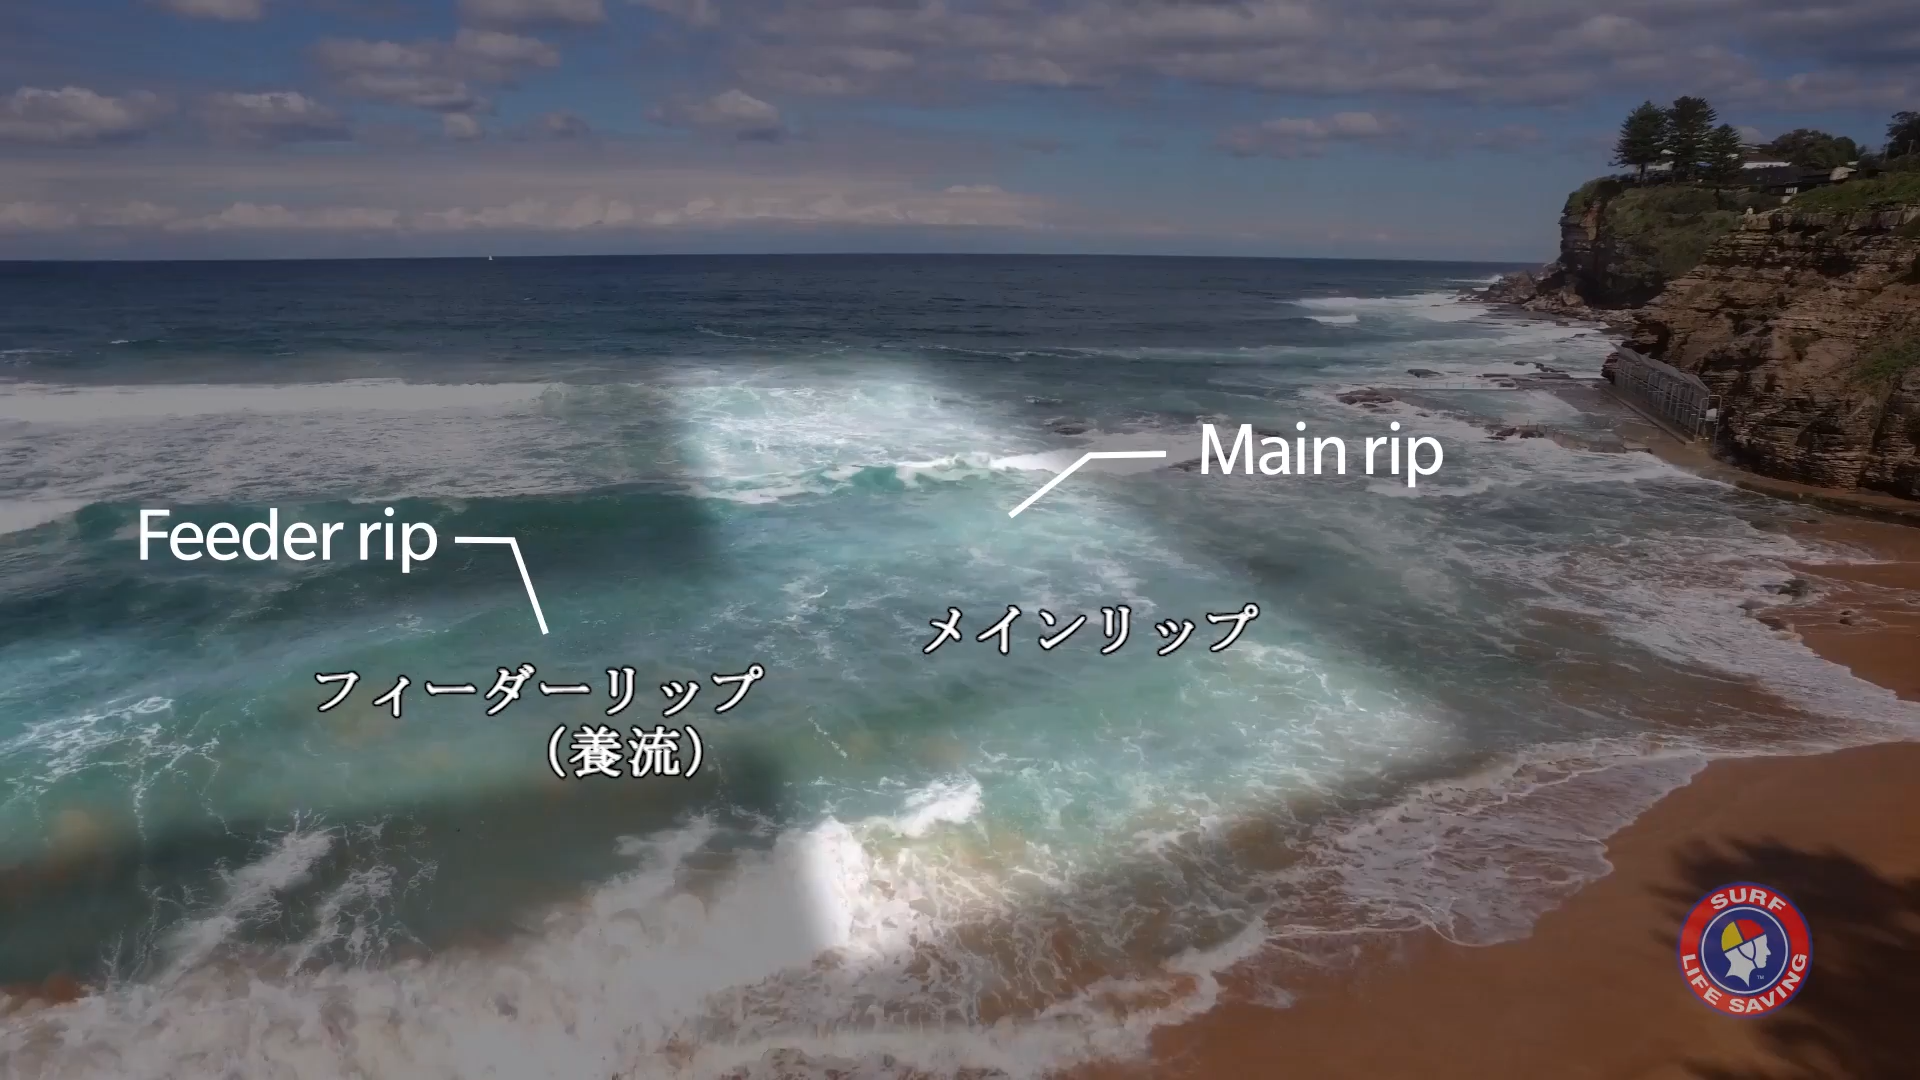 Main rip
Feeder rip
メインリップ
フィーダーリップ
（養流）
SURF
LIFE SAVING
TM